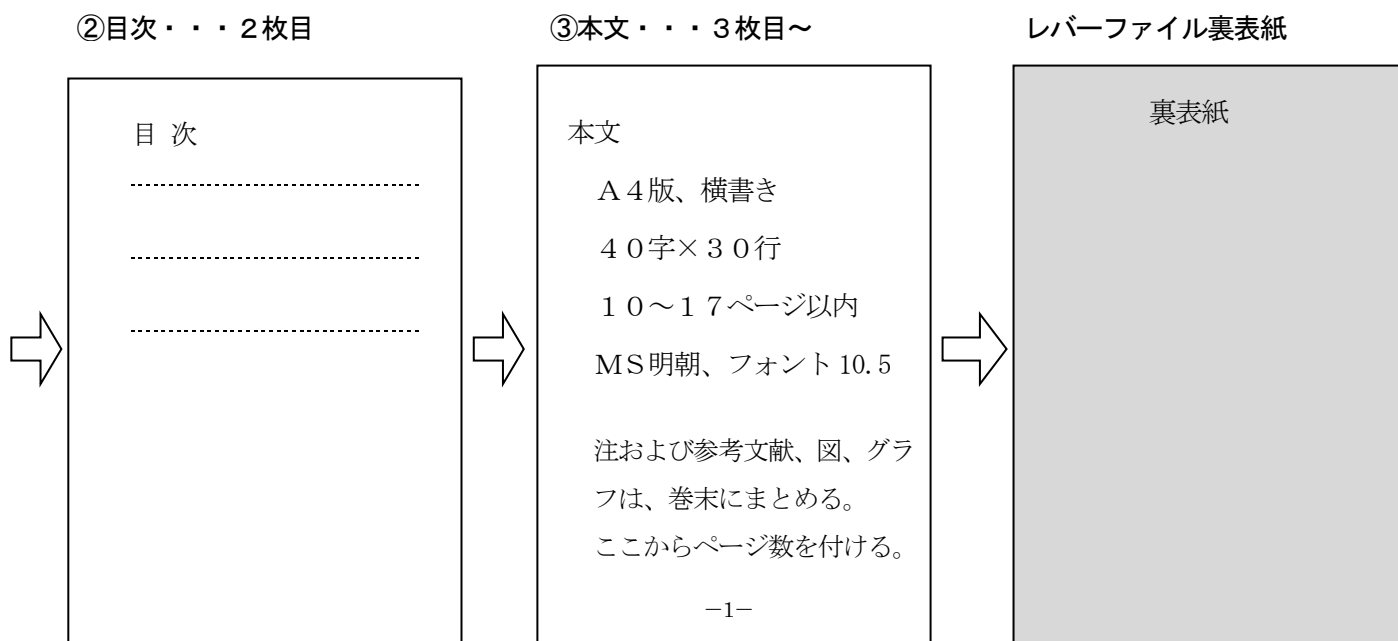 ②目次・・・２枚目
③本文・・・３枚目～
レバーファイル裏表紙
目 次
本文
Ａ４版、横書き
４０字×３０行
１０～１７ページ以内
ＭＳ明朝、フォント 10.5
注および参考文献、図、グラ
フは、巻末にまとめる。
ここからページ数を付ける。
−1−
裏表紙